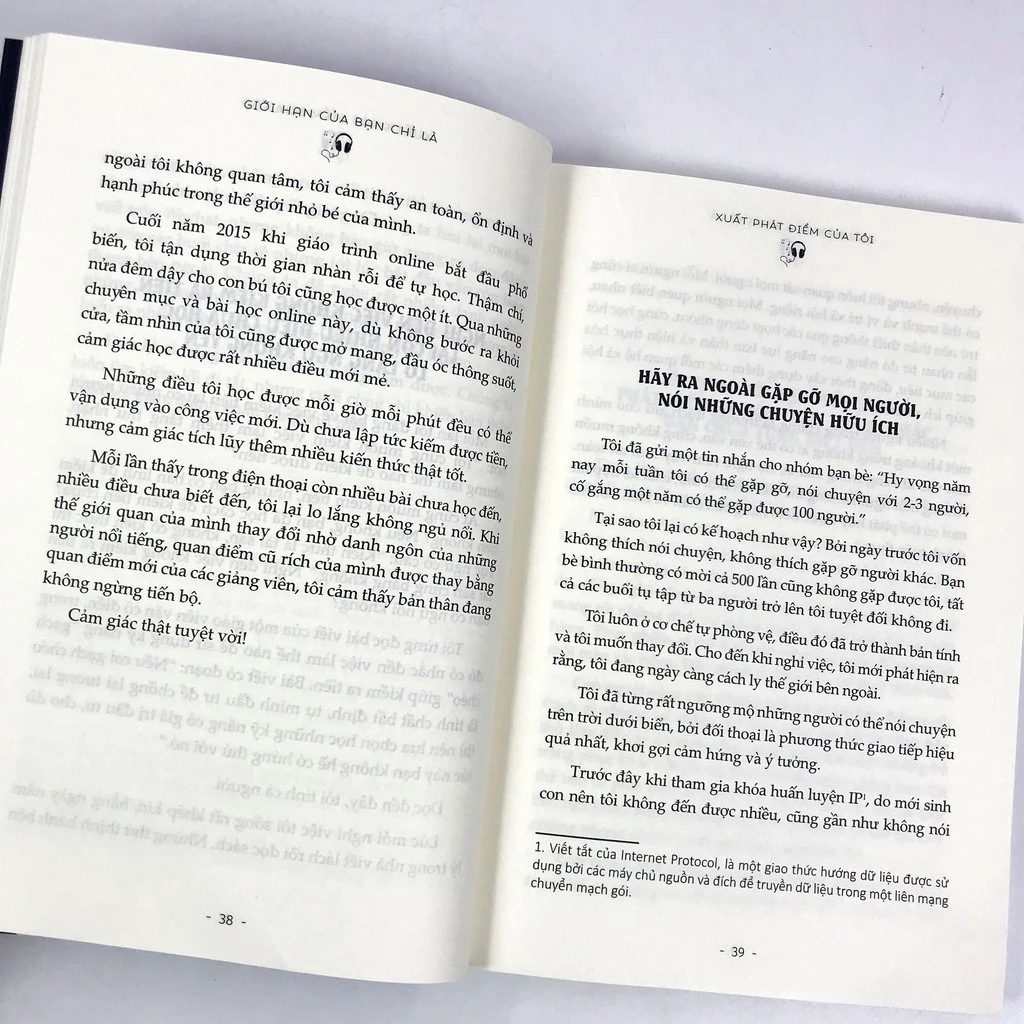 GIỚI HẠN CỦA BẠN CHỈ LÀ
ngoài tôi không quan tâm, tôi cảm thấy an toàn, ổn định và
hạnh phúc trong thế giới nhỏ bé của mình.
Cuối năm 2015 khi giáo trình online bắt đầu phổ
biến, tôi tận dụng thời gian nhàn rỗi để tự học. Thậm chí,
nửa đêm dậy cho con bú tôi cũng học được một ít. Qua những
chuyên mục và bài học online này, dù không bước ra khỏi
cửa, tầm nhìn của tôi cũng được mở mang, đầu óc thông suốt,
cảm giác học được rất nhiều điều mới mẻ.
Những điều tôi học được mỗi giờ mỗi phút đều có thể
vận dụng vào công việc mới. Dù chưa lập tức kiếm được tiền,
nhưng cảm giác tích lũy thêm nhiều kiến thức thật tốt.
Mỗi lần thấy trong điện thoại còn nhiều bài chưa học đến,
nhiều điều chưa biết đến, tôi lại lo lắng không ngủ nổi. Khi
thế giới quan của mình thay đổi nhờ danh ngôn của những
người nổi tiếng, quan điểm cũ rích của mình được thay bằng
quan điểm mới của các giảng viên, tôi cảm thấy bản thân đang
không ngừng tiến bộ.
Cảm giác thật tuyệt vời!
- 38 -
XUẤT PHÁT ĐIỂM CỦA TÔI
HÃY RA NGOÀI GẶP GỠ MỌI NGƯỜI,
NÓI NHỮNG CHUYỆN HỮU ÍCH
Tôi đã gửi một tin nhắn cho nhóm bạn bè: “Hy vọng năm
nay mỗi tuần tôi có thể gặp gỡ, nói chuyện với 2-3 người,
cố gắng một năm có thể gặp được 100 người.”
Tại sao tôi lại có kế hoạch như vậy? Bởi ngày trước tôi vốn
không thích nói chuyện, không thích gặp gỡ người khác. Bạn
bè bình thường có mời cả 500 lần cũng không gặp được tôi, tất
cả các buổi tụ tập từ ba người trở lên tôi tuyệt đối không đi.
Tôi luôn ở cơ chế tự phòng vệ, điều đó đã trở thành bản tính
và tôi muốn thay đổi. Cho đến khi nghỉ việc, tôi mới phát hiện ra
rằng, tôi đang ngày càng cách ly thế giới bên ngoài.
Tôi đã từng rất ngưỡng mộ những người có thể nói chuyện
trên trời dưới biển, bởi đối thoại là phương thức giao tiếp hiệu
quả nhất, khơi gợi cảm hứng và ý tưởng.
Trước đây khi tham gia khóa huấn luyện IP¹, do mới sinh
con nên tôi không đến được nhiều, cũng gần như không nói
1. Viết tắt của Internet Protocol, là một giao thức hướng dữ liệu được sử
dụng bởi các máy chủ nguồn và đích để truyền dữ liệu trong một liên mạng
chuyển mạch gói.
- 39 -